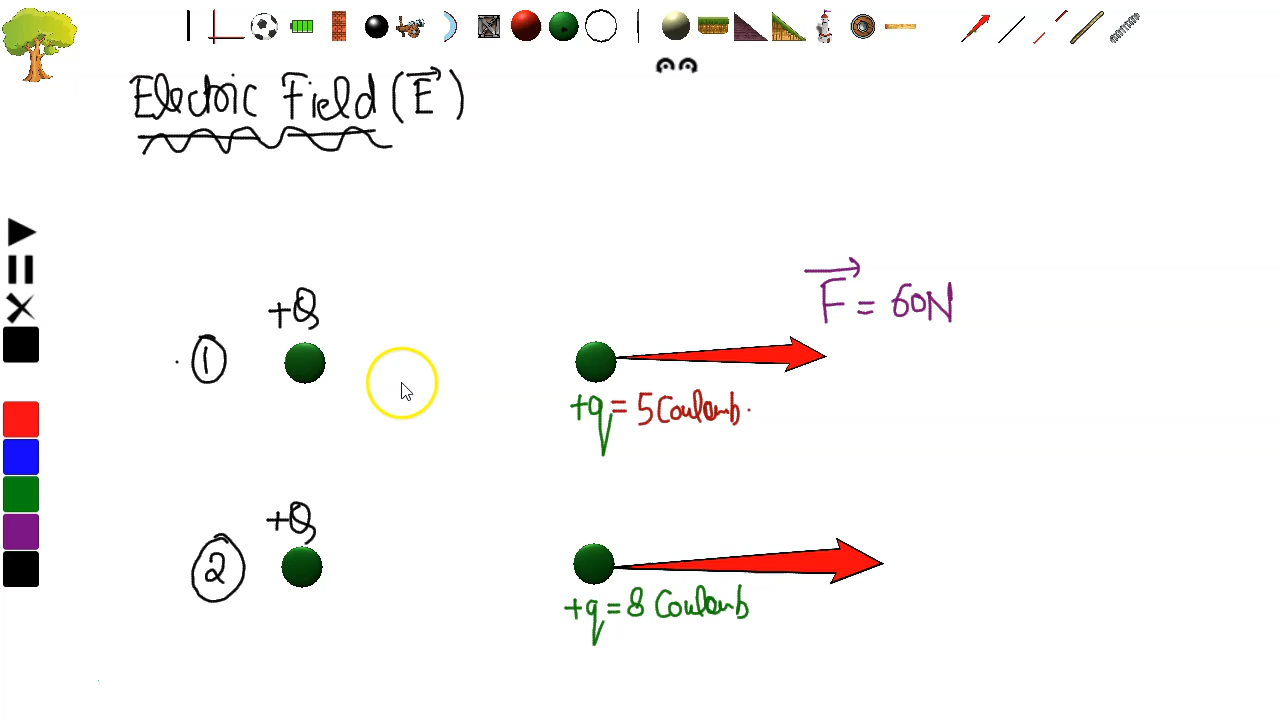 Electric Field (E)
F = 60N
+Q
1
+q = 5 Coulomb.
+Q
2
+q = 8 Coulomb